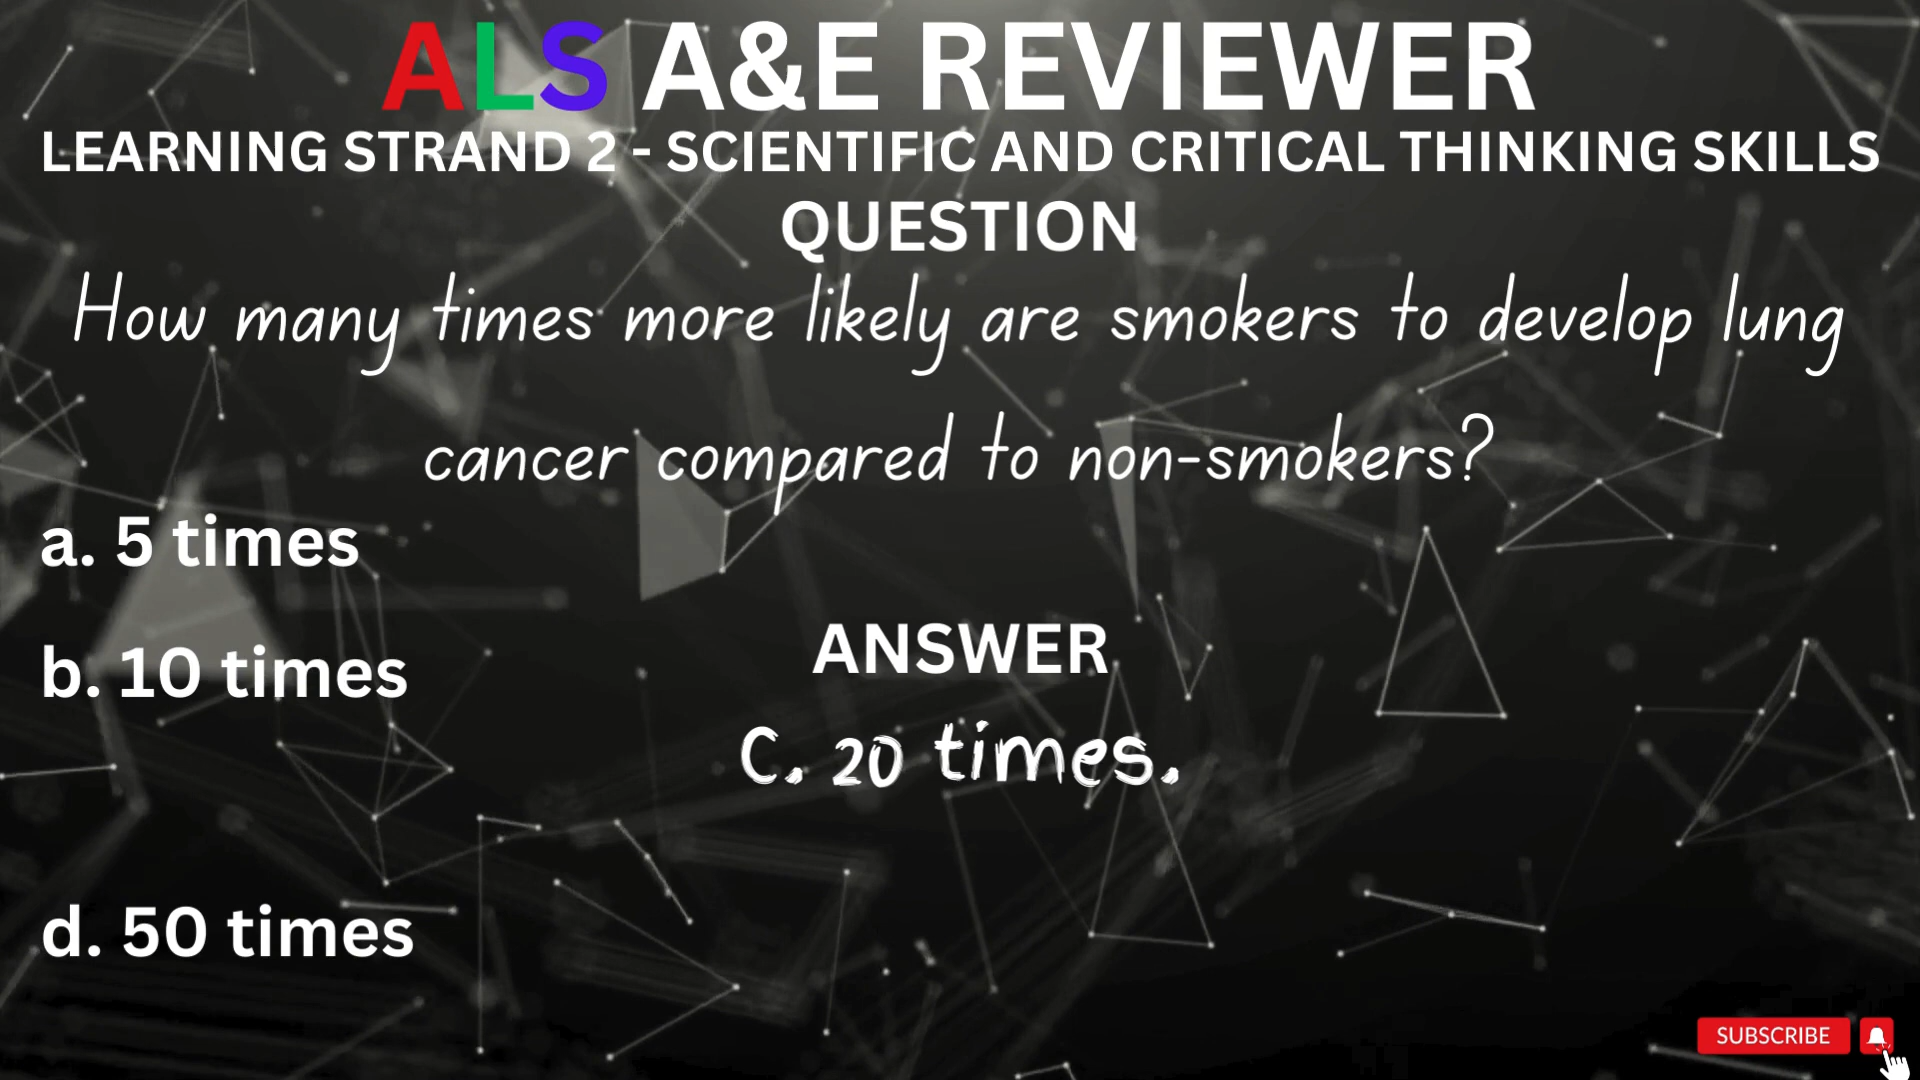 ALS A&E REVIEWER
LEARNING STRAND 2 - SCIENTIFIC AND CRITICAL THINKING SKILLS
QUESTION
How many times more likely are smokers to develop lung
cancer compared to non-smokers?
a. 5 times
b. 10 times
ANSWER
C. 20 times.
d. 50 times
SUBSCRIBE